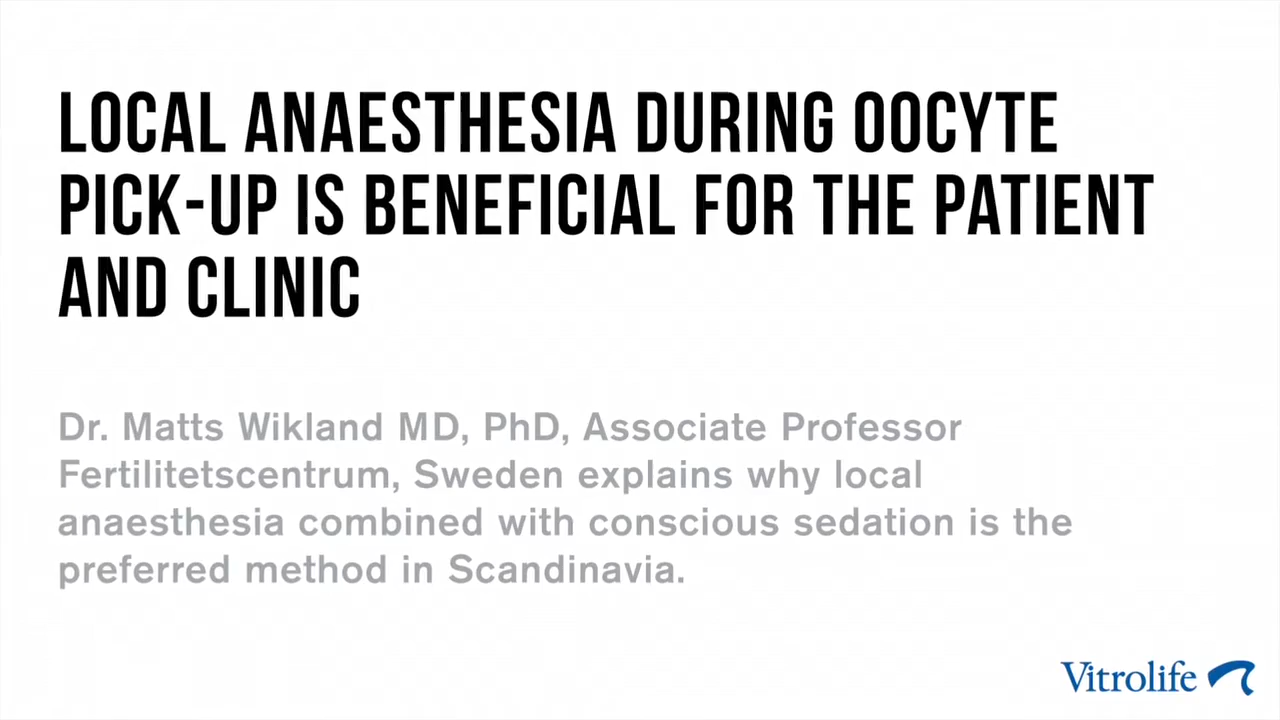 LOCAL ANAESTHESIA DURING OOCYTE
PICK-UP IS BENEFICIAL FOR THE PATIENT
AND CLINIC
Dr. Matts Wikland MD, PhD, Associate Professor
Fertilitetscentrum, Sweden explains why local
anaesthesia combined with conscious sedation is the
preferred method in Scandinavia.
Vitrolife